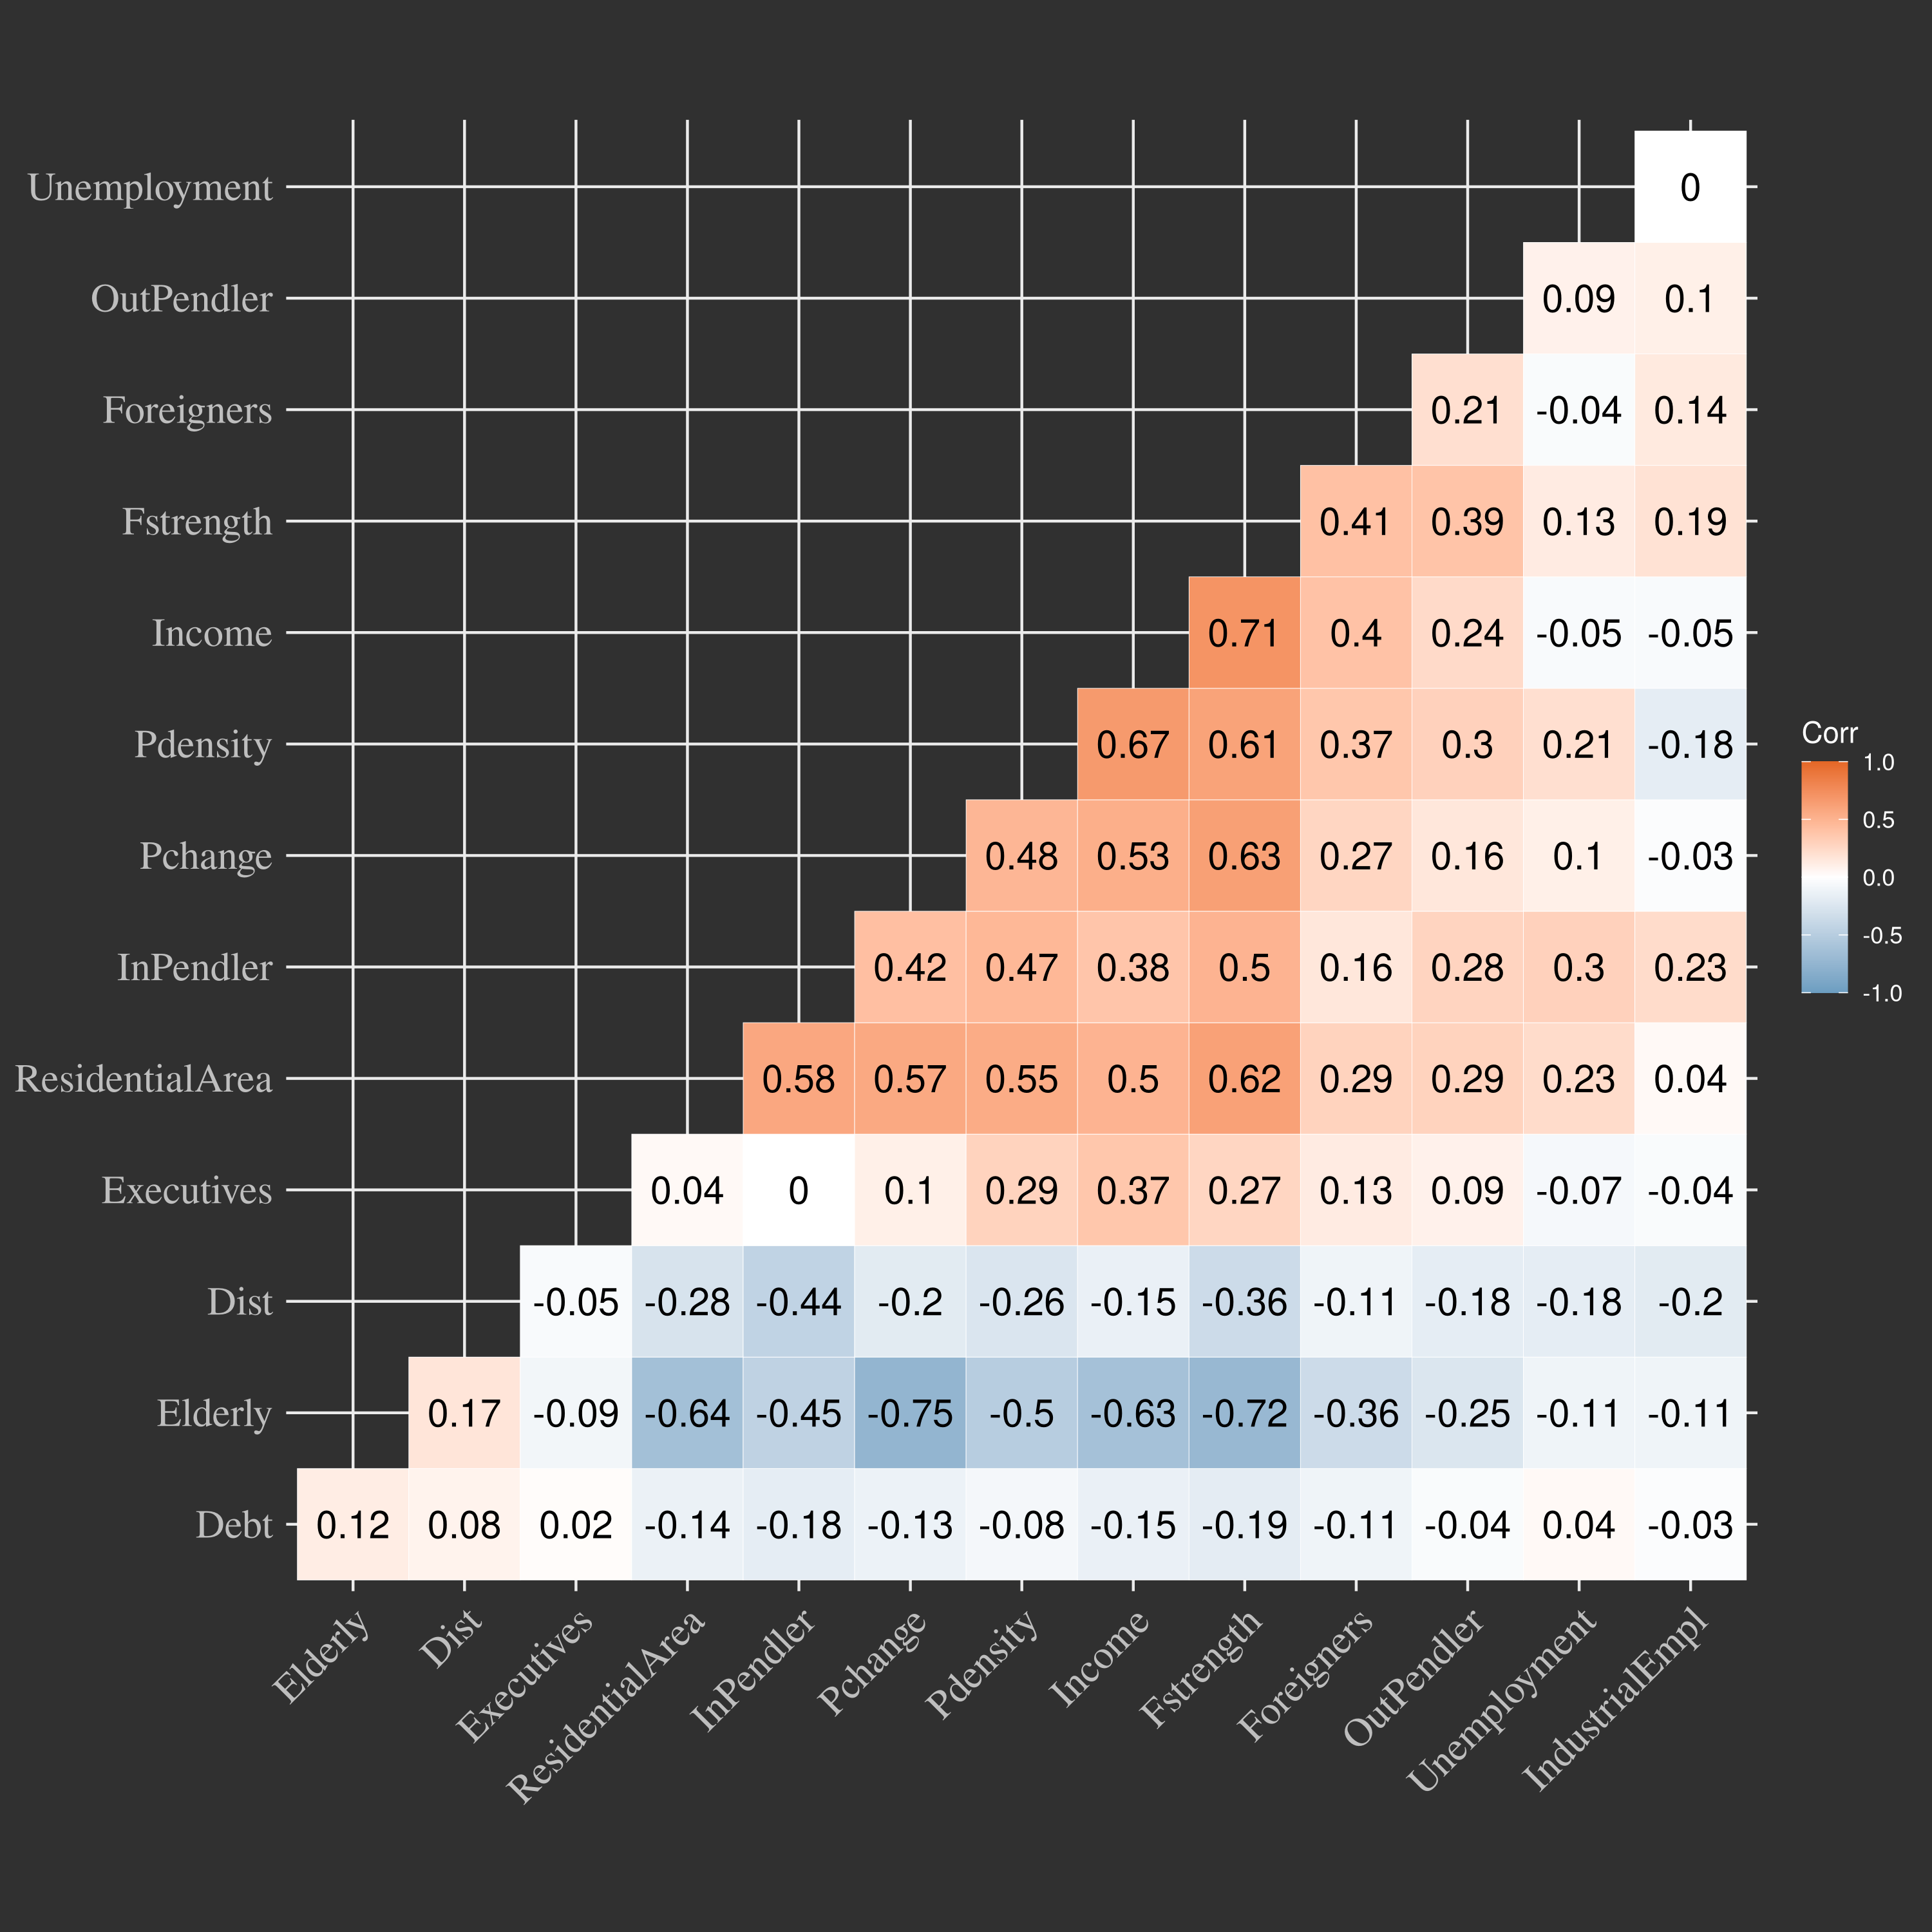 Unemployment 0
OutPendler 0.09 0.1
Foreigners 0.21 -0.04 0.14
Fstrength 0.41 0.39 0.13 0.19
Income 0.71 0.4 0.24 -0.05 -0.05
Pdensity 0.67 0.61 0.37 0.3 0.21 -0.18
Pchange 0.48 0.53 0.63 0.27 0.16 0.1 -0.03
InPendler 0.42 0.47 0.38 0.5 0.16 0.28 0.3 0.23
ResidentialArea 0.58 0.57 0.55 0.5 0.62 0.29 0.29 0.23 0.04
Executives 0.04 0 0.1 0.29 0.37 0.27 0.13 0.09 -0.07 -0.04
Dist -0.05 -0.28 -0.44 -0.2 -0.26 -0.15 -0.36 -0.11 -0.18 -0.18 -0.2
Elderly 0.17 -0.09 -0.64 -0.45 -0.75 -0.5 -0.63 -0.72 -0.36 -0.25 -0.11 -0.11
Debt 0.12 0.08 0.02 -0.14 -0.18 -0.13 -0.08 -0.15 -0.19 -0.11 -0.04 0.04 -0.03
Elderly Dist Executives ResidentialArea InPendler Pchange Pdensity Income Fstrength Foreigners OutPendler Unemployment IndustrialEmpl
Corr
1.0
0.5
0.0
-0.5
-1.0